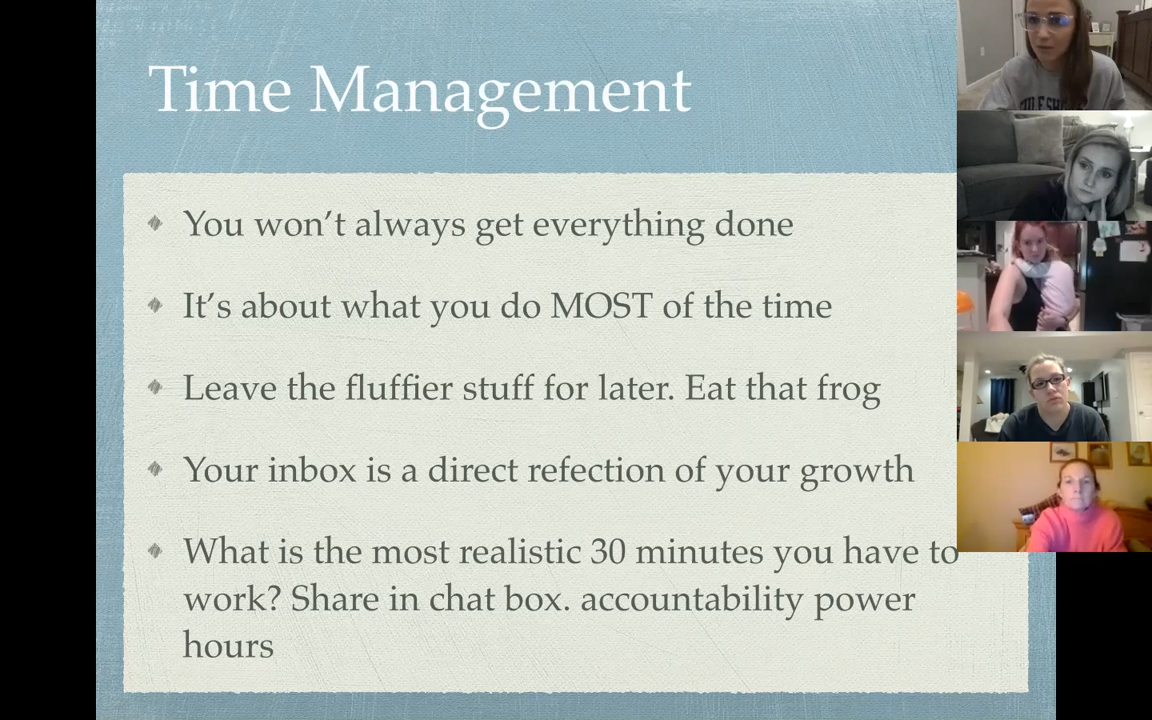 Time Management
You won’t always get everything done
It’s about what you do MOST of the time
Leave the fluffier stuff for later. Eat that frog
Your inbox is a direct refection of your growth
What is the most realistic 30 minutes you have to
work? Share in chat box. accountability power
hours